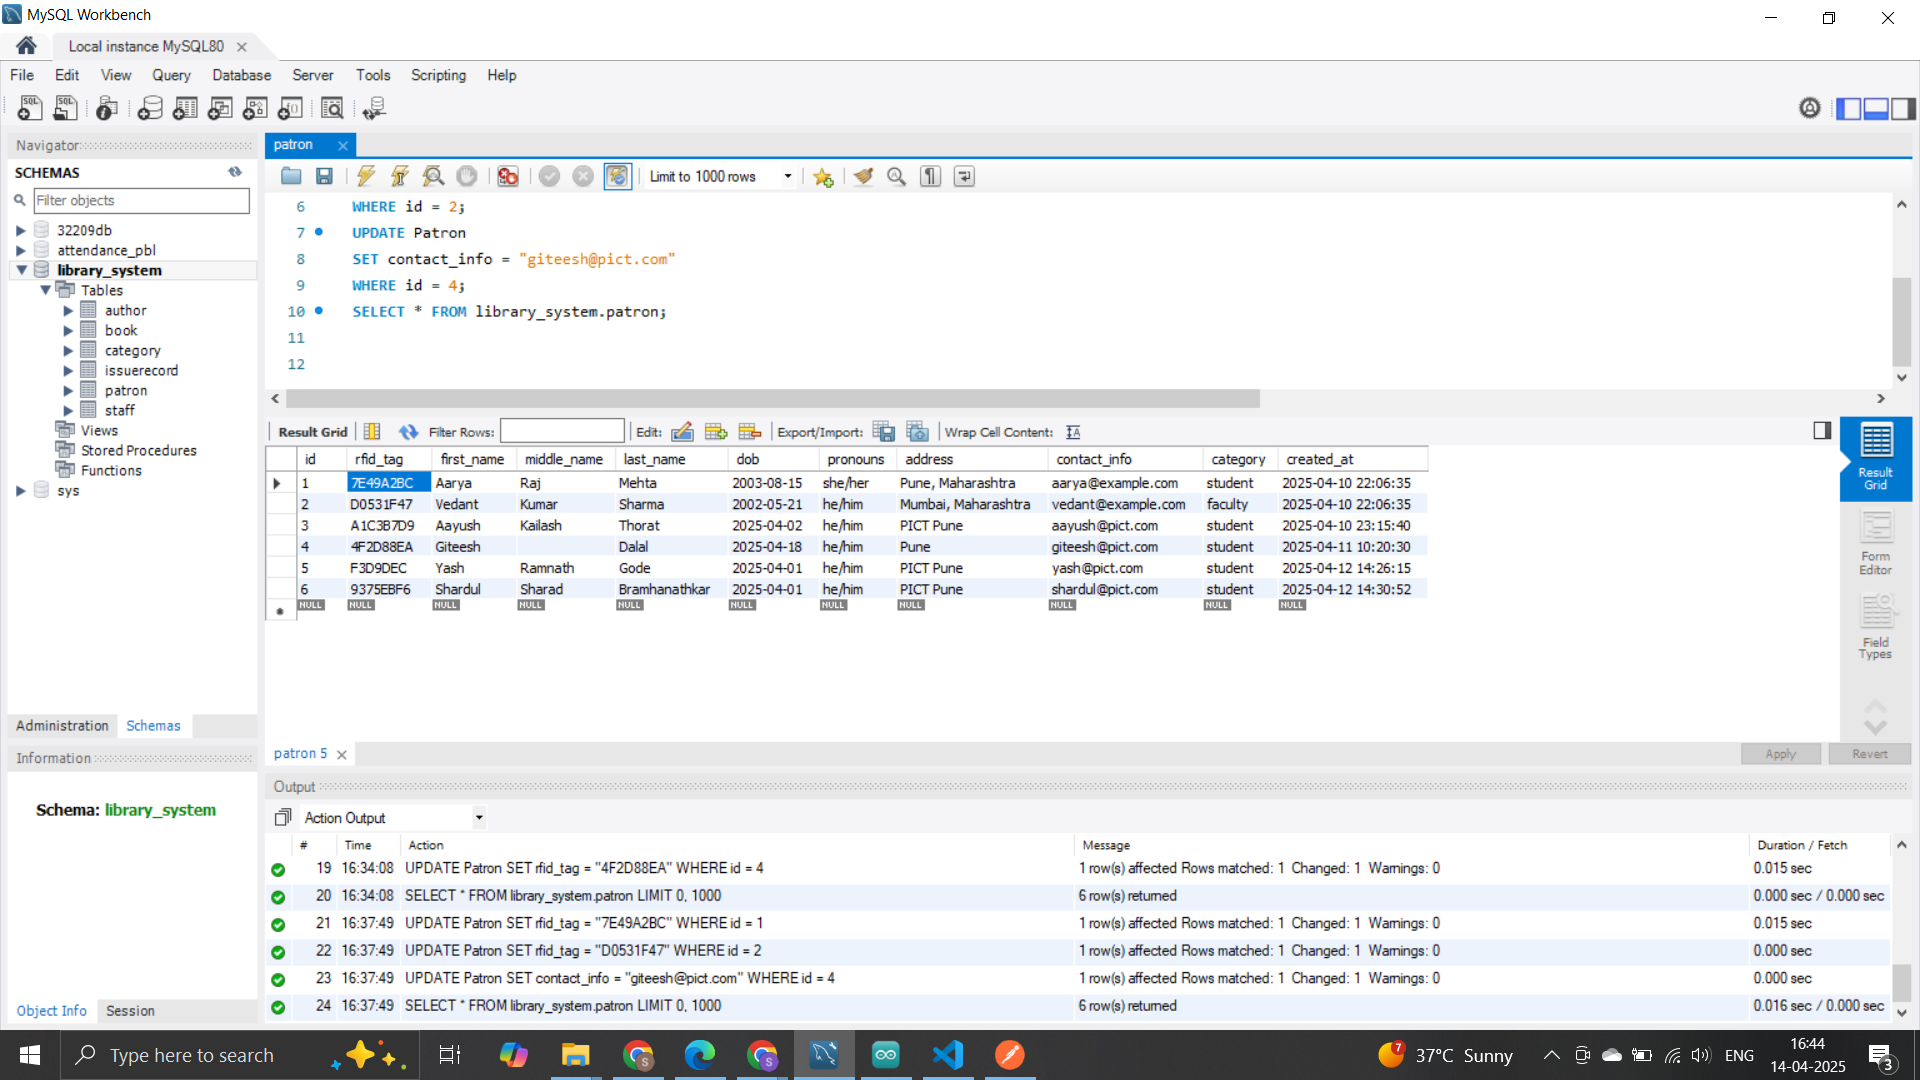 MySQL Workbench
Local instance MySQL80
File Edit View Query Database Server Tools Scripting Help
Navigator
SCHEMAS
Filter objects
32209db
attendance_pbl
library_system
Tables
author
book
category
issuerecord
patron
staff
Views
Stored Procedures
Functions
sys
Administration Schemas
Information
Schema: library_system
Object Info Session
patron
Limit to 1000 rows
6 WHERE id = 2;
7 UPDATE Patron
8 SET contact_info = "giteesh@pict.com"
9 WHERE id = 4;
10 SELECT * FROM library_system.patron;
11
12
Result Grid Filter Rows: Edit: Export/Import: Wrap Cell Content:
id rfid_tag first_name middle_name last_name dob pronouns address contact_info category created_at
1 7E49A2BC Aarya Raj Mehta 2003-08-15 she/her Pune, Maharashtra aarya@example.com student 2025-04-10 22:06:35
2 D0531F47 Vedant Kumar Sharma 2002-05-21 he/him Mumbai, Maharashtra vedant@example.com faculty 2025-04-10 22:06:35
3 A1C3B7D9 Aayush Kailash Thorat 2025-04-02 he/him PICT Pune aayush@pict.com student 2025-04-10 23:15:40
4 4F2D88EA Giteesh Dalal 2025-04-18 he/him Pune giteesh@pict.com student 2025-04-11 10:20:30
5 F3D9DEC Yash Ramnath Gode 2025-04-01 he/him PICT Pune yash@pict.com student 2025-04-12 14:26:15
6 9375EBF6 Shardul Sharad Bramhanathkar 2025-04-01 he/him PICT Pune shardul@pict.com student 2025-04-12 14:30:52
NULL NULL NULL NULL NULL NULL NULL NULL NULL NULL NULL
Result
Grid
Form
Editor
Field
Types
patron 5
Apply Revert
Output
Action Output
# Time Action Message Duration / Fetch
19 16:34:08 UPDATE Patron SET rfid_tag = "4F2D88EA" WHERE id = 4 1 row(s) affected Rows matched: 1 Changed: 1 Warnings: 0 0.015 sec
20 16:34:08 SELECT * FROM library_system.patron LIMIT 0, 1000 6 row(s) returned 0.000 sec / 0.000 sec
21 16:37:49 UPDATE Patron SET rfid_tag = "7E49A2BC" WHERE id = 1 1 row(s) affected Rows matched: 1 Changed: 1 Warnings: 0 0.015 sec
22 16:37:49 UPDATE Patron SET rfid_tag = "D0531F47" WHERE id = 2 1 row(s) affected Rows matched: 1 Changed: 1 Warnings: 0 0.000 sec
23 16:37:49 UPDATE Patron SET contact_info = "giteesh@pict.com" WHERE id = 4 1 row(s) affected Rows matched: 1 Changed: 1 Warnings: 0 0.000 sec
24 16:37:49 SELECT * FROM library_system.patron LIMIT 0, 1000 6 row(s) returned 0.016 sec / 0.000 sec
Type here to search
7 37°C Sunny
ENG
16:44
14-04-2025
3